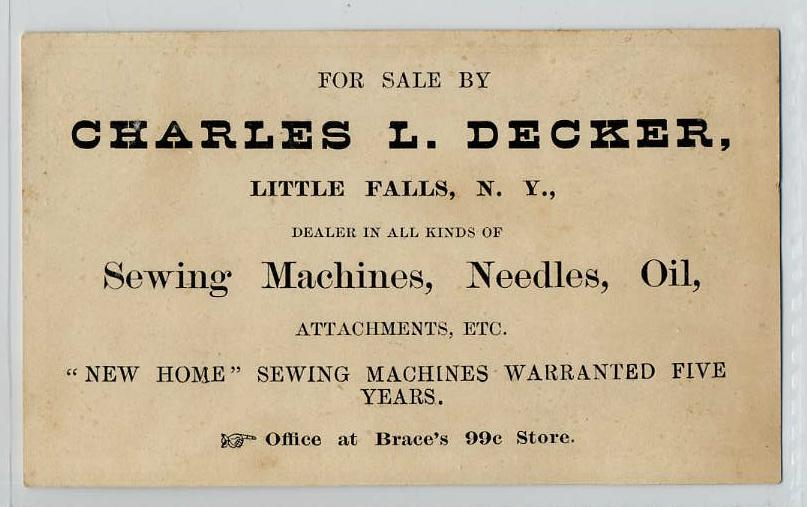 FOR SALE BY
CHARLES L. DECKER,
LITTLE FALLS, N. Y.,
DEALER IN ALL KINDS OF
Sewing Machines, Needles, Oil,
ATTACHMENTS, ETC.
“NEW HOME” SEWING MACHINES WARRANTED FIVE
YEARS.
☞ Office at Brace's 99c Store.